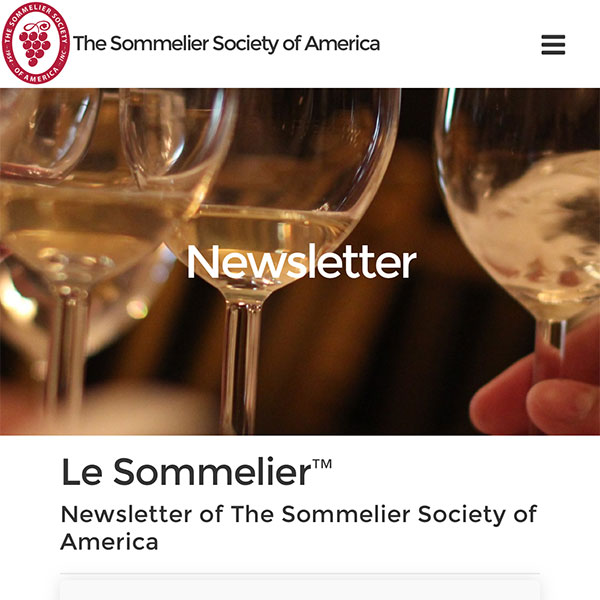 THE SOMMELIER SOCIETY
1954
INC.
OF AMERICA
The Sommelier Society of America
Newsletter
Le Sommelier™
Newsletter of The Sommelier Society of
America